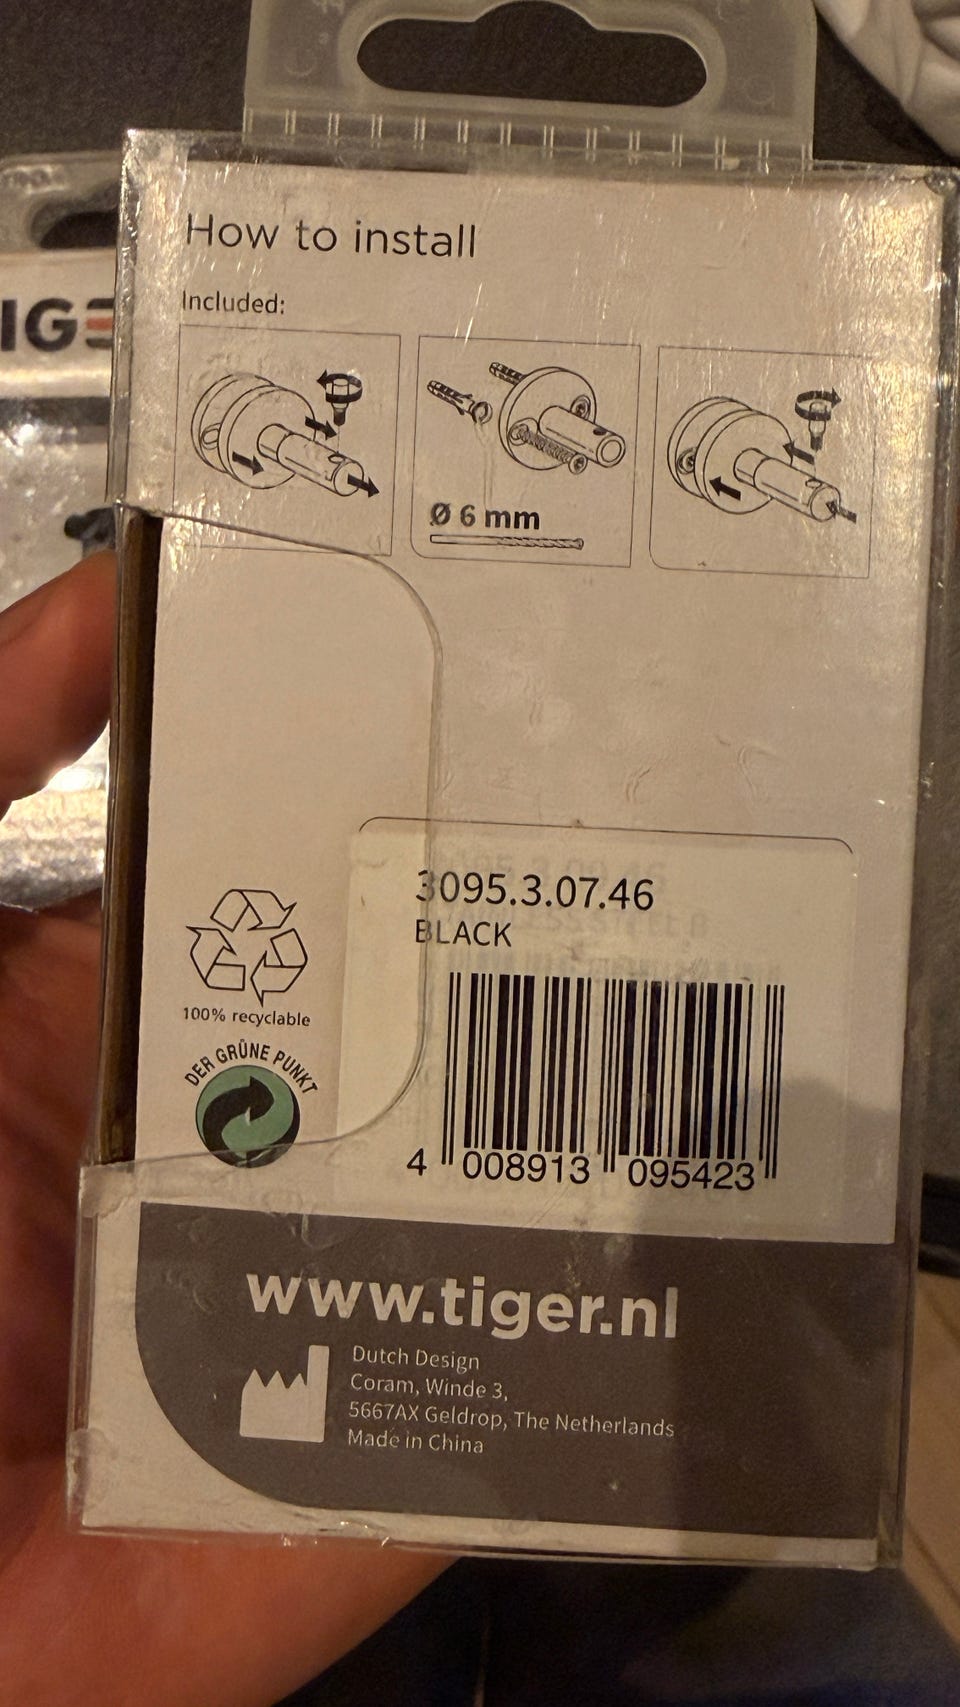 How to install
Included:
IGE
Ø 6 mm
3095.3.07.46
BLACK
100% recyclable
DER GRÜNE PUNKT
4 008913 095423
www.tiger.nl
Dutch Design
Coram, Winde 3,
5667AX Geldrop, The Netherlands
Made in China